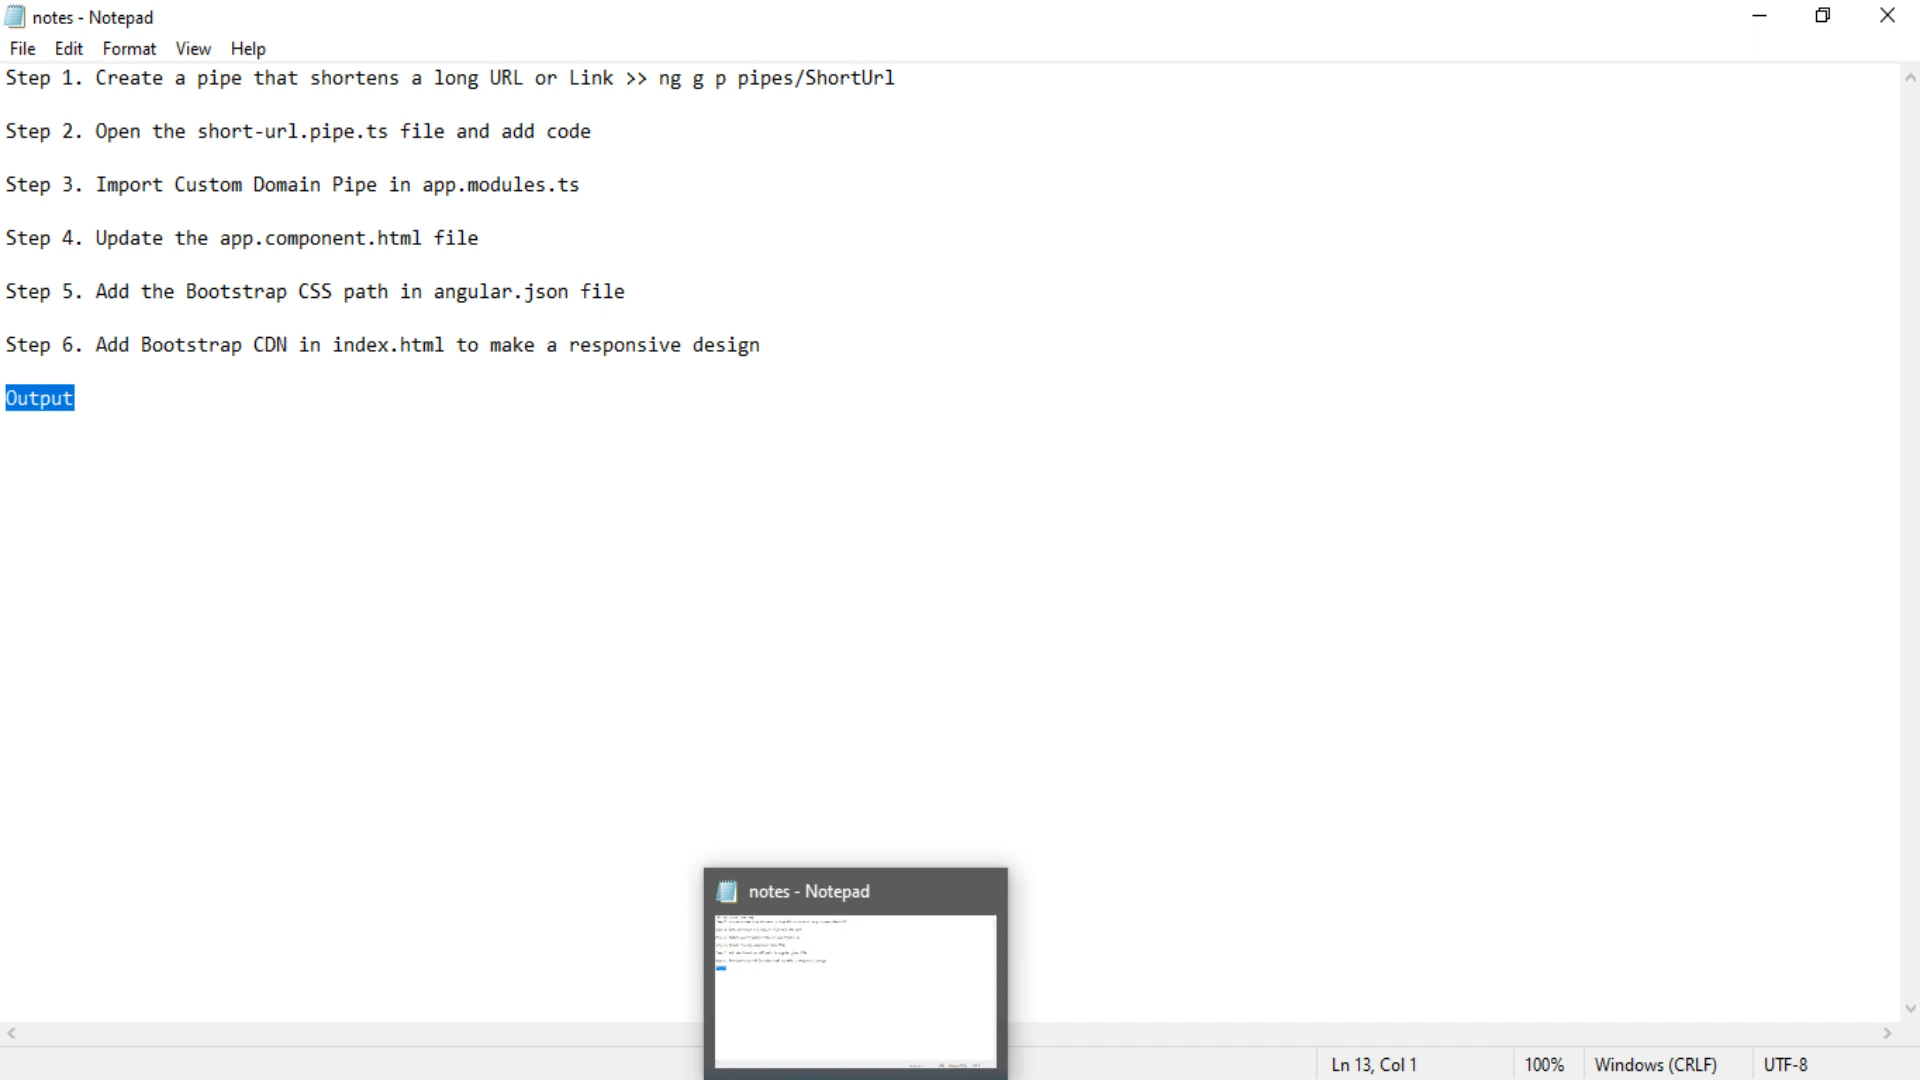 notes - Notepad
File Edit Format View Help
Step 1. Create a pipe that shortens a long URL or Link >> ng g p pipes/ShortUrl
Step 2. Open the short-url.pipe.ts file and add code
Step 3. Import Custom Domain Pipe in app.modules.ts
Step 4. Update the app.component.html file
Step 5. Add the Bootstrap CSS path in angular.json file
Step 6. Add Bootstrap CDN in index.html to make a responsive design
Output
notes - Notepad
Ln 13, Col 1 100% Windows (CRLF) UTF-8